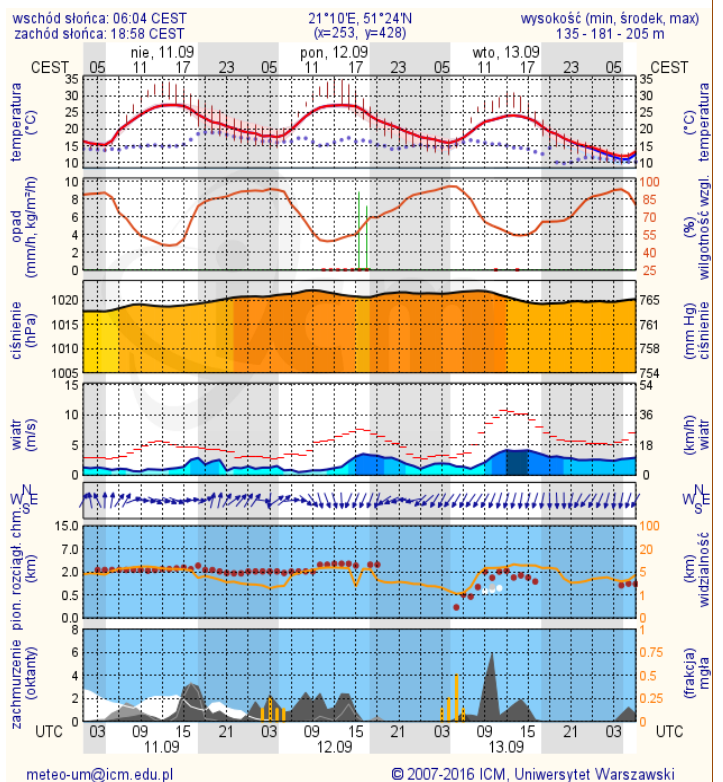 wschód słońca: 06:04 CEST 21°10'E, 51°24'N wysokość (min, środek, max)
zachód słońca: 18:58 CEST (x=253, y=428) 135 - 181 - 205 m
nie, 11.09 pon, 12.09 wto, 13.09
CEST 05 11 17 23 05 11 17 23 05 11 17 23 05 CEST
temperatura (°C) 35 30 25 20 15 10
35 30 25 20 15 10 (°C) temperatura
opad (mm/h, kg/m²/h) 10 8 6 4 2 0
100 85 70 55 40 25 (%) wilgotność wzgl.
ciśnienie (hPa) 1020 1015 1010 1005
765 761 758 754 (mm Hg) ciśnienie
wiatr (m/s) 15 10 5 0
54 36 18 0 (km/h) wiatr
N W E S
N W E S
pion. rozciągł. chm. (km) 15.0 7.0 2.0 0.5 0.0
100 20 5 1 0 (km) widzialność
zachmurzenie (oktanty) 8 6 4 2 0
1 0.75 0.5 0.25 0 (frakcja) mgła
UTC 03 09 15 21 03 09 15 21 03 09 15 21 03 UTC
11.09 12.09 13.09
meteo-um@icm.edu.pl © 2007-2016 ICM, Uniwersytet Warszawski